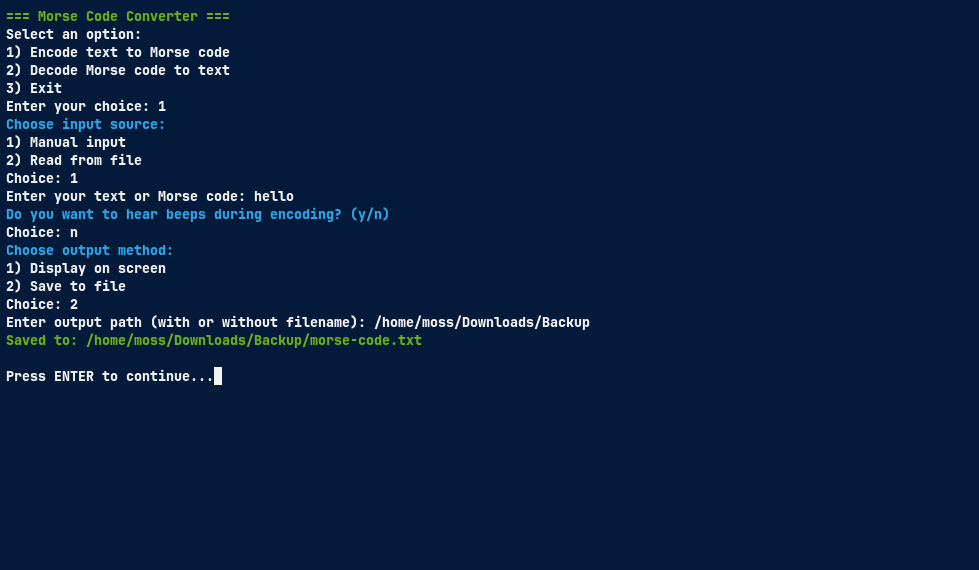 === Morse Code Converter ===
Select an option:
1) Encode text to Morse code
2) Decode Morse code to text
3) Exit
Enter your choice: 1
Choose input source:
1) Manual input
2) Read from file
Choice: 1
Enter your text or Morse code: hello
Do you want to hear beeps during encoding? (y/n)
Choice: n
Choose output method:
1) Display on screen
2) Save to file
Choice: 2
Enter output path (with or without filename): /home/moss/Downloads/Backup
Saved to: /home/moss/Downloads/Backup/morse-code.txt
Press ENTER to continue...